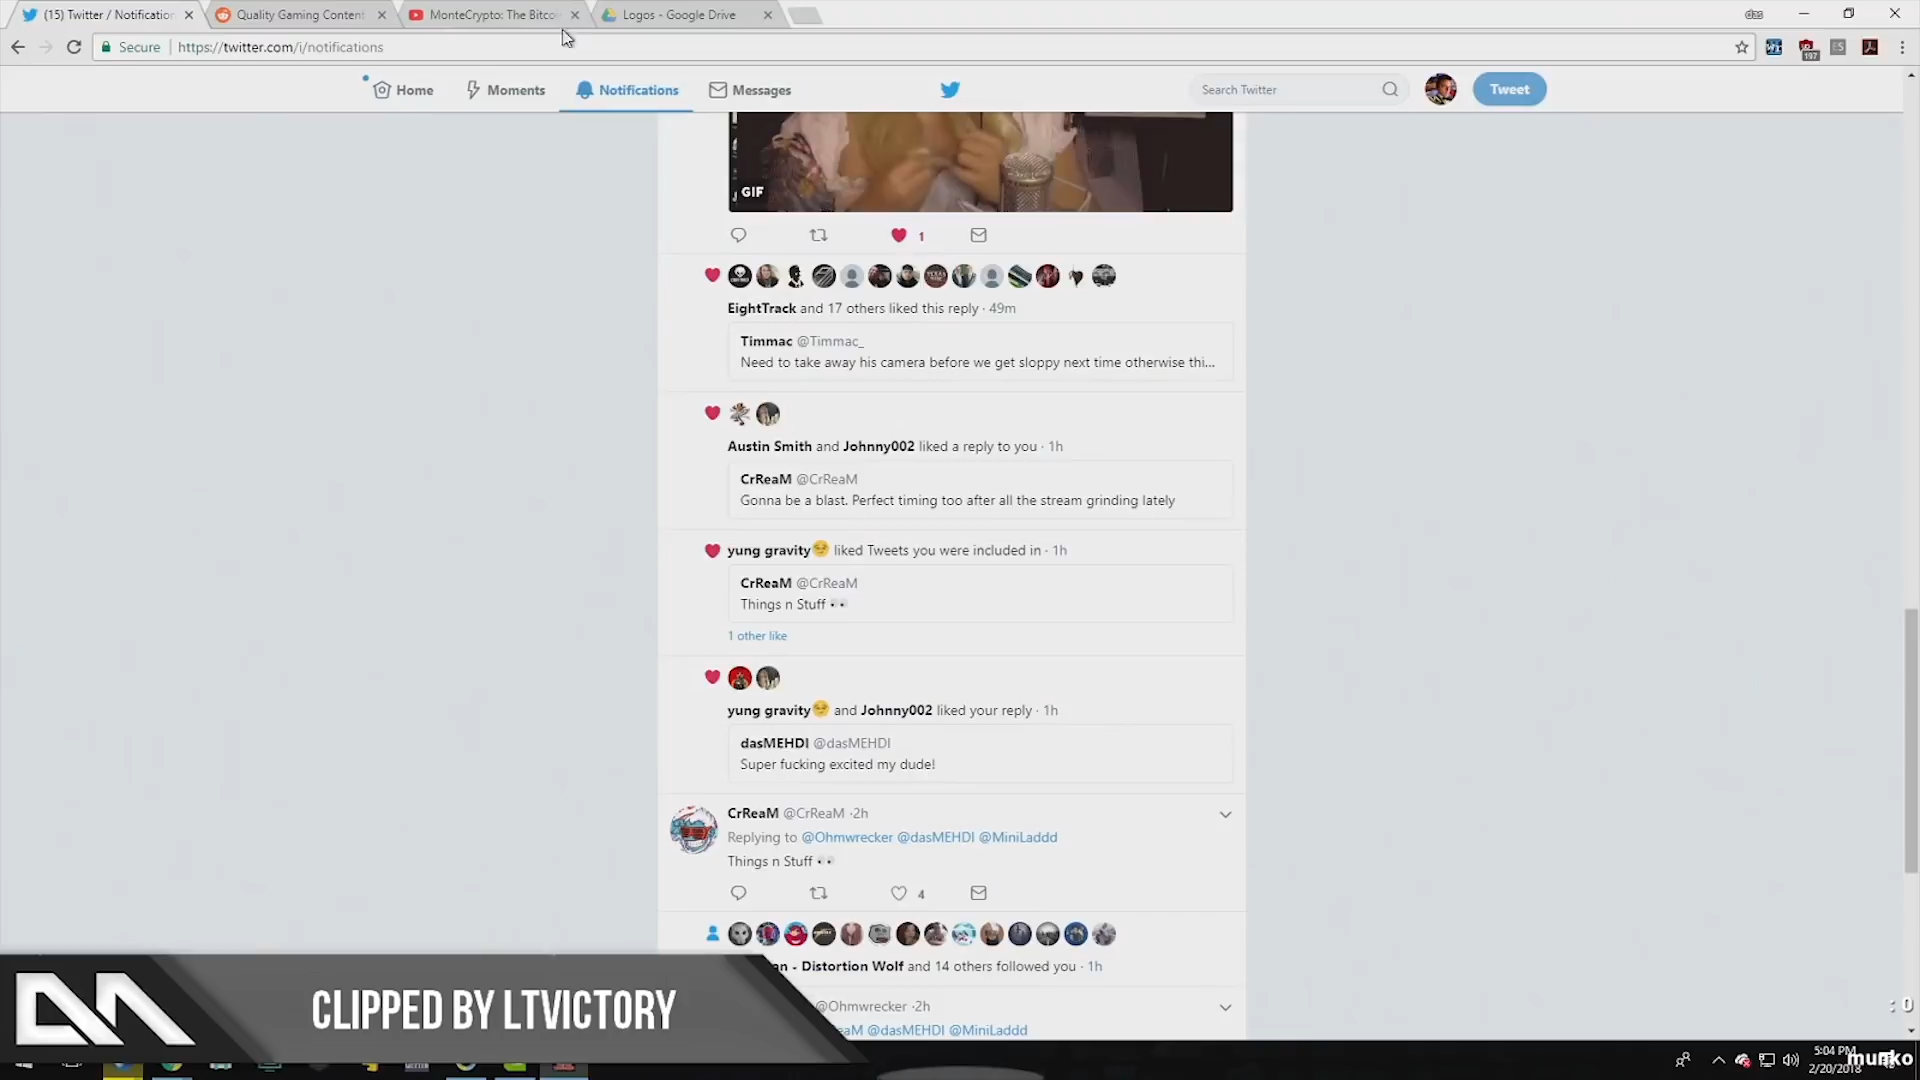 (15) Twitter / Notification
Quality Gaming Content
MonteCrypto: The Bitco
Logos - Google Drive
das
Secure
https://twitter.com/i/notifications
197
ES
Home
Moments
Notifications
Messages
Search Twitter
Tweet
GIF
1
EightTrack and 17 others liked this reply · 49m
Timmac @Timmac_
Need to take away his camera before we get sloppy next time otherwise thi...
Austin Smith and Johnny002 liked a reply to you · 1h
CrReaM @CrReaM
Gonna be a blast. Perfect timing too after all the stream grinding lately
yung gravity😏 liked Tweets you were included in · 1h
CrReaM @CrReaM
Things n Stuff 👀
1 other like
yung gravity😏 and Johnny002 liked your reply · 1h
dasMEHDI @dasMEHDI
Super fucking excited my dude!
CrReaM @CrReaM · 2h
Replying to @Ohmwrecker @dasMEHDI @MiniLaddd
Things n Stuff 👀
4
an - Distortion Wolf and 14 others followed you · 1h
@Ohmwrecker · 2h
eaM @dasMEHDI @MiniLaddd
CLIPPED BY LTVICTORY
: 0
5:04 PM
2/20/2018